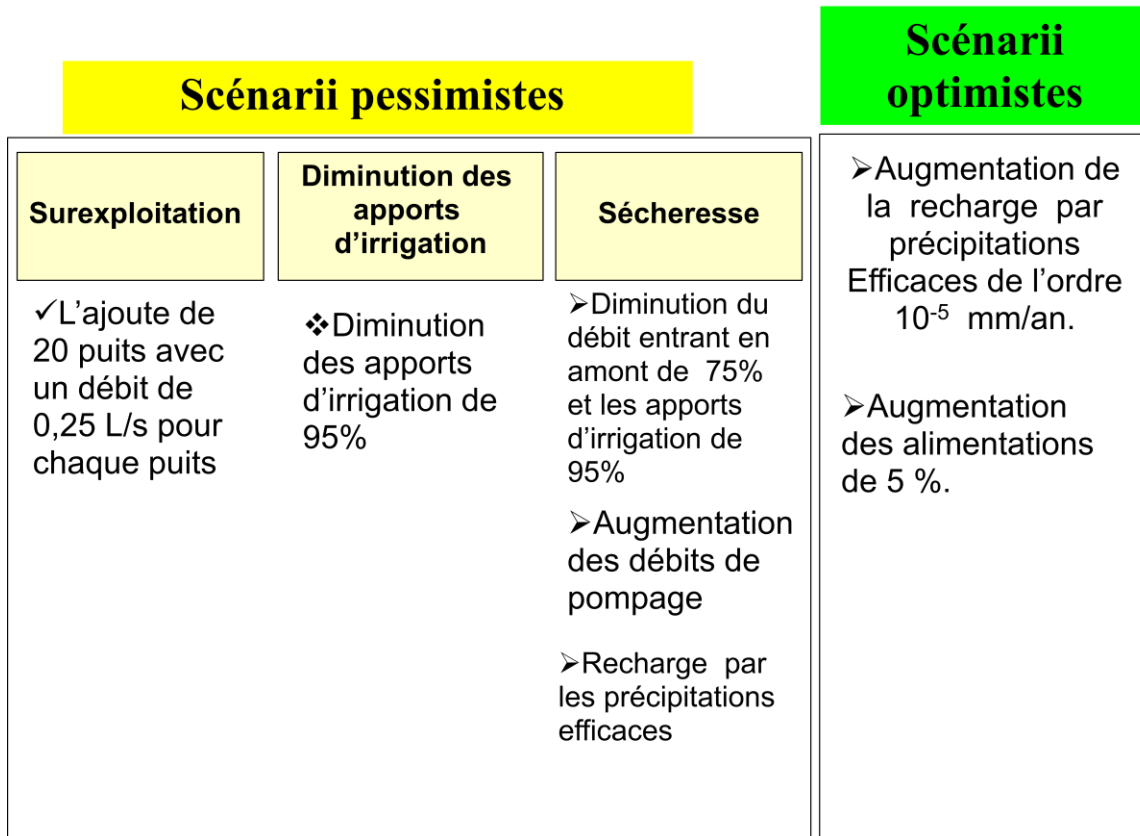 Scénarii pessimistes
Surexploitation
✓L’ajoute de
20 puits avec
un débit de
0,25 L/s pour
chaque puits
Diminution des
apports
d’irrigation
❖Diminution
des apports
d’irrigation de
95%
Sécheresse
➢Diminution du
débit entrant en
amont de 75%
et les apports
d’irrigation de
95%
➢Augmentation
des débits de
pompage
➢Recharge par
les précipitations
efficaces
Scénarii
optimistes
➢Augmentation de
la recharge par
précipitations
Efficaces de l’ordre
10⁻⁵ mm/an.
➢Augmentation
des alimentations
de 5 %.